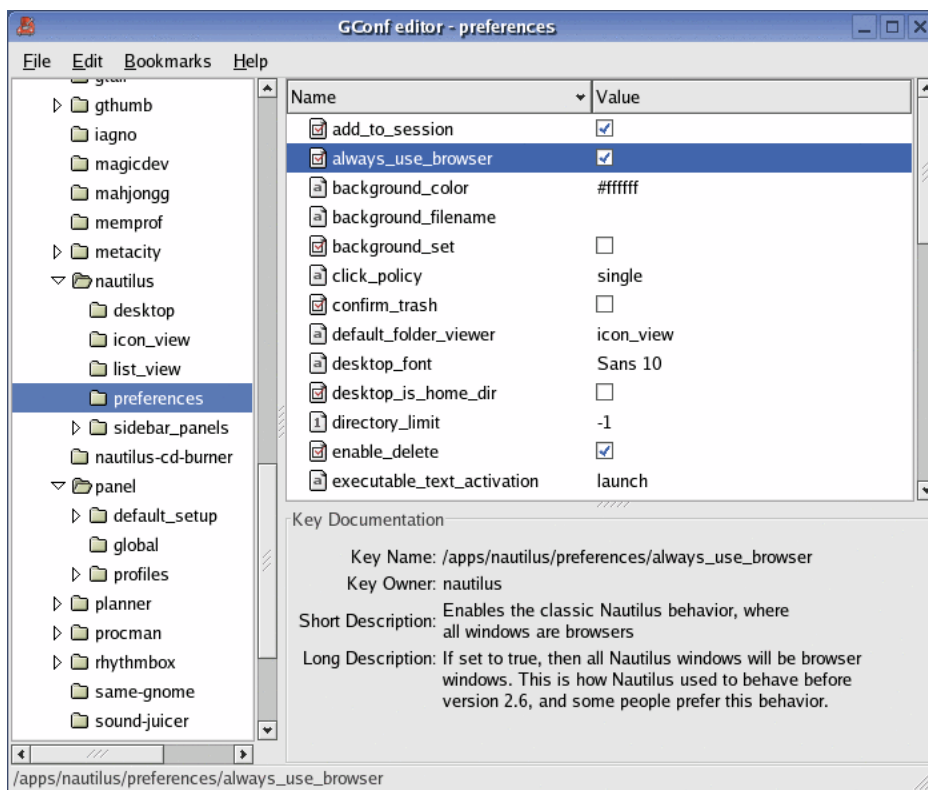 GConf editor - preferences
File Edit Bookmarks Help
gthumb
iagno
magicdev
mahjongg
memprof
metacity
nautilus
desktop
icon_view
list_view
preferences
sidebar_panels
nautilus-cd-burner
panel
default_setup
global
profiles
planner
procman
rhythmbox
same-gnome
sound-juicer
Name Value
add_to_session
always_use_browser
background_color #ffffff
background_filename
background_set
click_policy single
confirm_trash
default_folder_viewer icon_view
desktop_font Sans 10
desktop_is_home_dir
directory_limit -1
enable_delete
executable_text_activation launch
Key Documentation
Key Name: /apps/nautilus/preferences/always_use_browser
Key Owner: nautilus
Short Description: Enables the classic Nautilus behavior, where
all windows are browsers
Long Description: If set to true, then all Nautilus windows will be browser
windows. This is how Nautilus used to behave before
version 2.6, and some people prefer this behavior.
/apps/nautilus/preferences/always_use_browser